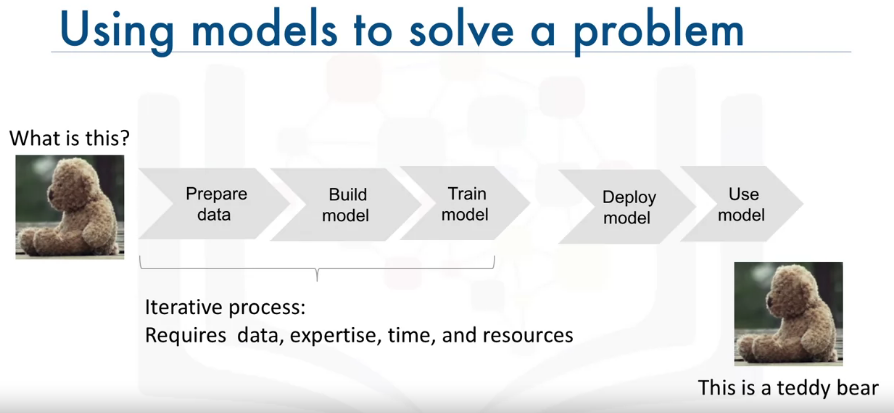 Using models to solve a problem
What is this?
Prepare
data
Build
model
Train
model
Deploy
model
Use
model
Iterative process:
Requires data, expertise, time, and resources
This is a teddy bear